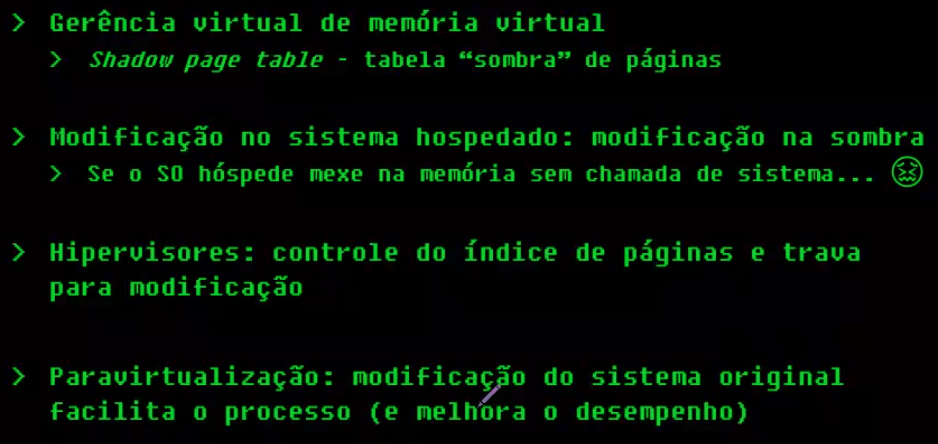 > Gerência virtual de memória virtual
> Shadow page table - tabela “sombra” de páginas
> Modificação no sistema hospedado: modificação na sombra
> Se o SO hóspede mexe na memória sem chamada de sistema... 😖
> Hipervisores: controle do índice de páginas e trava
para modificação
> Paravirtualização: modificação do sistema original
facilita o processo (e melhora o desempenho)